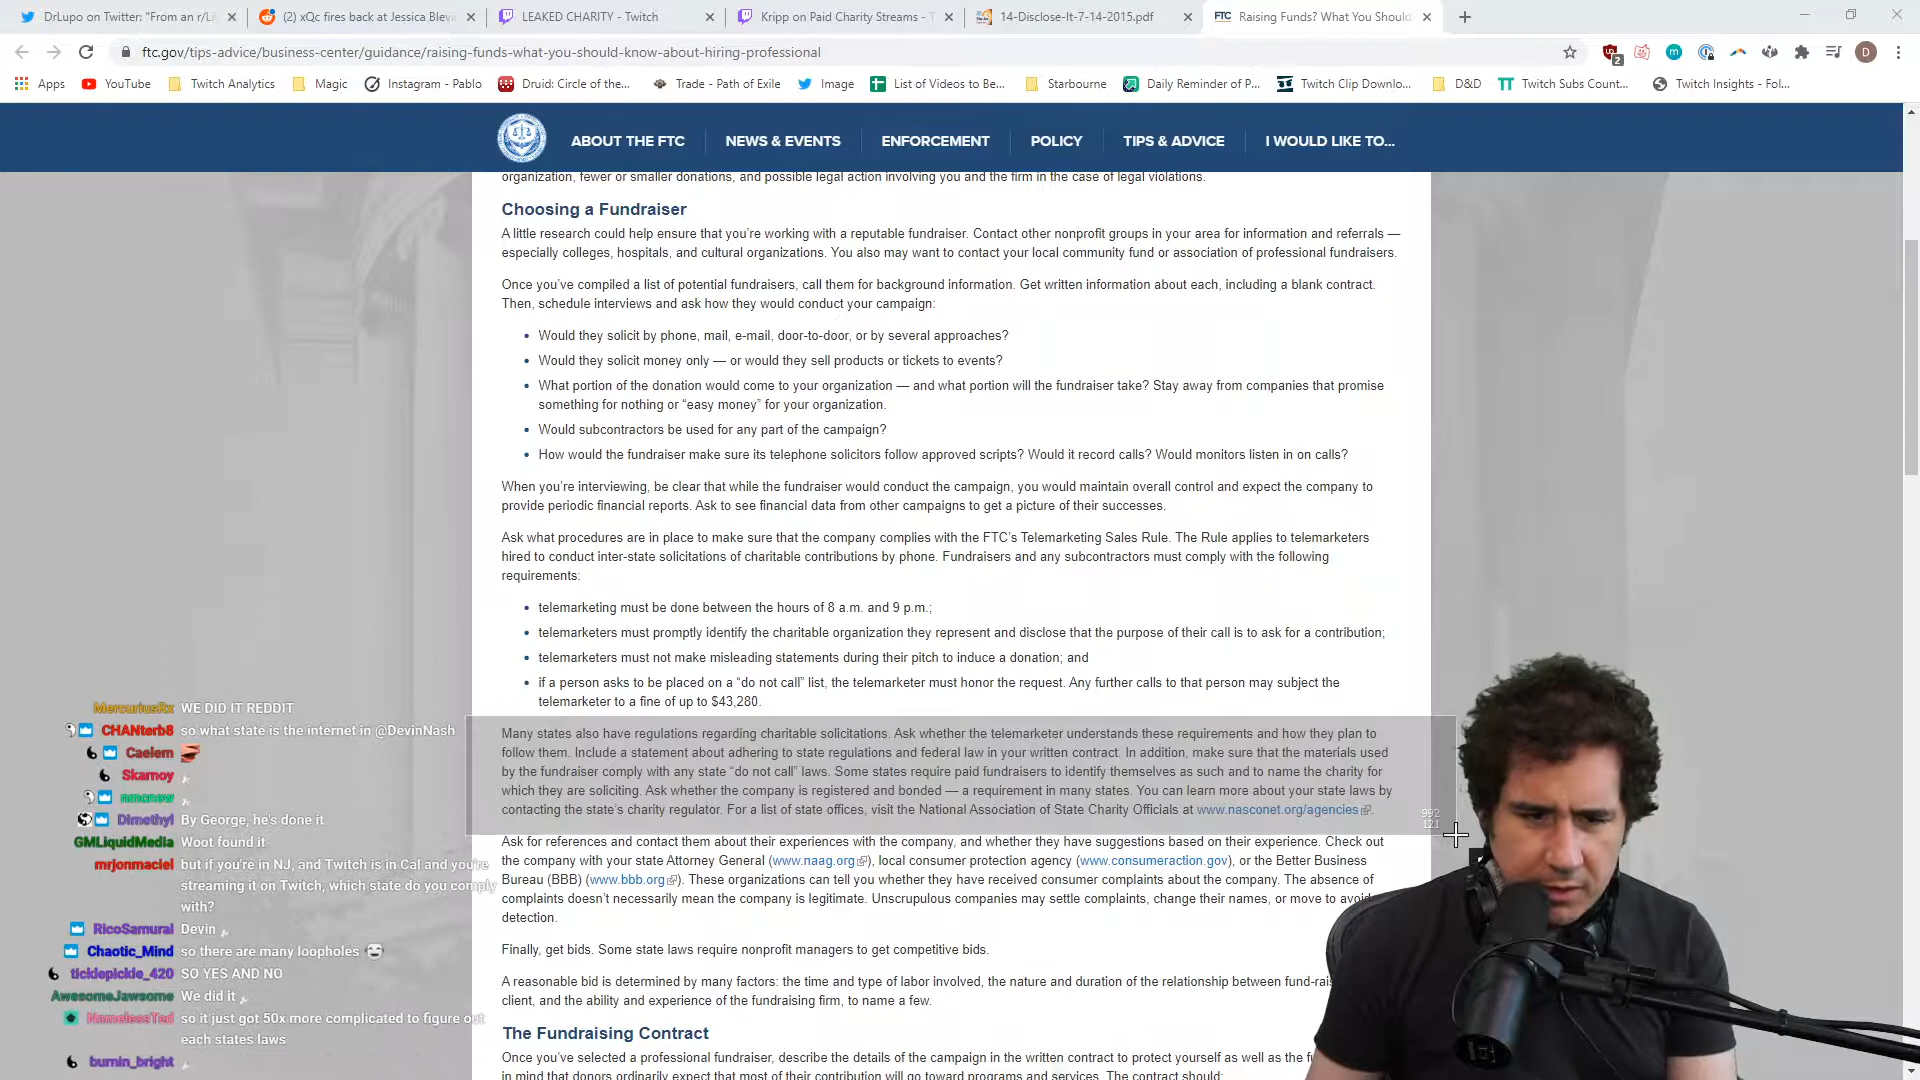 DrLupo on Twitter: "From an r/Li
(2) xQc fires back at Jessica Blevi
LEAKED CHARITY - Twitch
Kripp on Paid Charity Streams - T
14-Disclose-It-7-14-2015.pdf
Raising Funds? What You Should
ftc.gov/tips-advice/business-center/guidance/raising-funds-what-you-should-know-about-hiring-professional
Apps
YouTube
Twitch Analytics
Magic
Instagram - Pablo
Druid: Circle of the...
Trade - Path of Exile
Image
List of Videos to Be...
Starbourne
Daily Reminder of P...
Twitch Clip Downlo...
D&D
Twitch Subs Count...
Twitch Insights - Fol...
ABOUT THE FTC
NEWS & EVENTS
ENFORCEMENT
POLICY
TIPS & ADVICE
I WOULD LIKE TO...
organization, fewer or smaller donations, and possible legal action involving you and the firm in the case of legal violations.
Choosing a Fundraiser
A little research could help ensure that you're working with a reputable fundraiser. Contact other nonprofit groups in your area for information and referrals —
especially colleges, hospitals, and cultural organizations. You also may want to contact your local community fund or association of professional fundraisers.
Once you've compiled a list of potential fundraisers, call them for background information. Get written information about each, including a blank contract.
Then, schedule interviews and ask how they would conduct your campaign:
• Would they solicit by phone, mail, e-mail, door-to-door, or by several approaches?
• Would they solicit money only — or would they sell products or tickets to events?
• What portion of the donation would come to your organization — and what portion will the fundraiser take? Stay away from companies that promise
something for nothing or "easy money" for your organization.
• Would subcontractors be used for any part of the campaign?
• How would the fundraiser make sure its telephone solicitors follow approved scripts? Would it record calls? Would monitors listen in on calls?
When you're interviewing, be clear that while the fundraiser would conduct the campaign, you would maintain overall control and expect the company to
provide periodic financial reports. Ask to see financial data from other campaigns to get a picture of their successes.
Ask what procedures are in place to make sure that the company complies with the FTC's Telemarketing Sales Rule. The Rule applies to telemarketers
hired to conduct inter-state solicitations of charitable contributions by phone. Fundraisers and any subcontractors must comply with the following
requirements:
• telemarketing must be done between the hours of 8 a.m. and 9 p.m.;
• telemarketers must promptly identify the charitable organization they represent and disclose that the purpose of their call is to ask for a contribution;
• telemarketers must not make misleading statements during their pitch to induce a donation; and
• if a person asks to be placed on a "do not call" list, the telemarketer must honor the request. Any further calls to that person may subject the
telemarketer to a fine of up to $43,280.
Many states also have regulations regarding charitable solicitations. Ask whether the telemarketer understands these requirements and how they plan to
follow them. Include a statement about adhering to state regulations and federal law in your written contract. In addition, make sure that the materials used
by the fundraiser comply with any state "do not call" laws. Some states require paid fundraisers to identify themselves as such and to name the charity for
which they are soliciting. Ask whether the company is registered and bonded — a requirement in many states. You can learn more about your state laws by
contacting the state's charity regulator. For a list of state offices, visit the National Association of State Charity Officials at www.nasconet.org/agencies.
992
121
Ask for references and contact them about their experiences with the company, and whether they have suggestions based on their experience. Check out
the company with your state Attorney General (www.naag.org), local consumer protection agency (www.consumeraction.gov), or the Better Business
Bureau (BBB) (www.bbb.org). These organizations can tell you whether they have received consumer complaints about the company. The absence of
complaints doesn't necessarily mean the company is legitimate. Unscrupulous companies may settle complaints, change their names, or move to avoid
detection.
Finally, get bids. Some state laws require nonprofit managers to get competitive bids.
A reasonable bid is determined by many factors: the time and type of labor involved, the nature and duration of the relationship between fund-rais
client, and the ability and experience of the fundraising firm, to name a few.
The Fundraising Contract
Once you've selected a professional fundraiser, describe the details of the campaign in the written contract to protect yourself as well as the fu
in mind that donors ordinarily expect that most of their contribution will go toward programs and services. The contract should:
MercuriusRx WE DID IT REDDIT
CHANterb8 so what state is the internet in @DevinNash
Caelem
Skarnoy
nmcnew
Dimethyl By George, he's done it
GMLiquidMedia Woot found it
mrjonmaciel but if you're in NJ, and Twitch is in Cal and you're
streaming it on Twitch, which state do you comply
with?
RicoSamurai Devin
Chaotic_Mind so there are many loopholes
ticklepickle_420 SO YES AND NO
AwesomeJawsome We did it
NamelessTed so it just got 50x more complicated to figure out
each states laws
burnin_bright